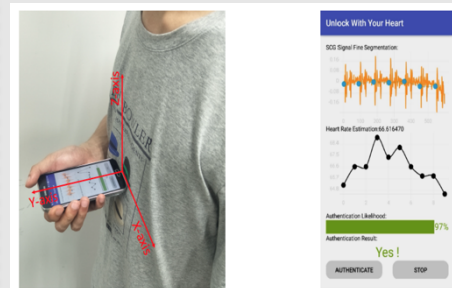 Z-axis
Y-axis
X-axis
Unlock With Your Heart
SCG Signal Fine Segmentation:
Heart Rate Estimation:66.616470
Authentication Likelihood:
97%
Authentication Result:
Yes !
AUTHENTICATE
STOP